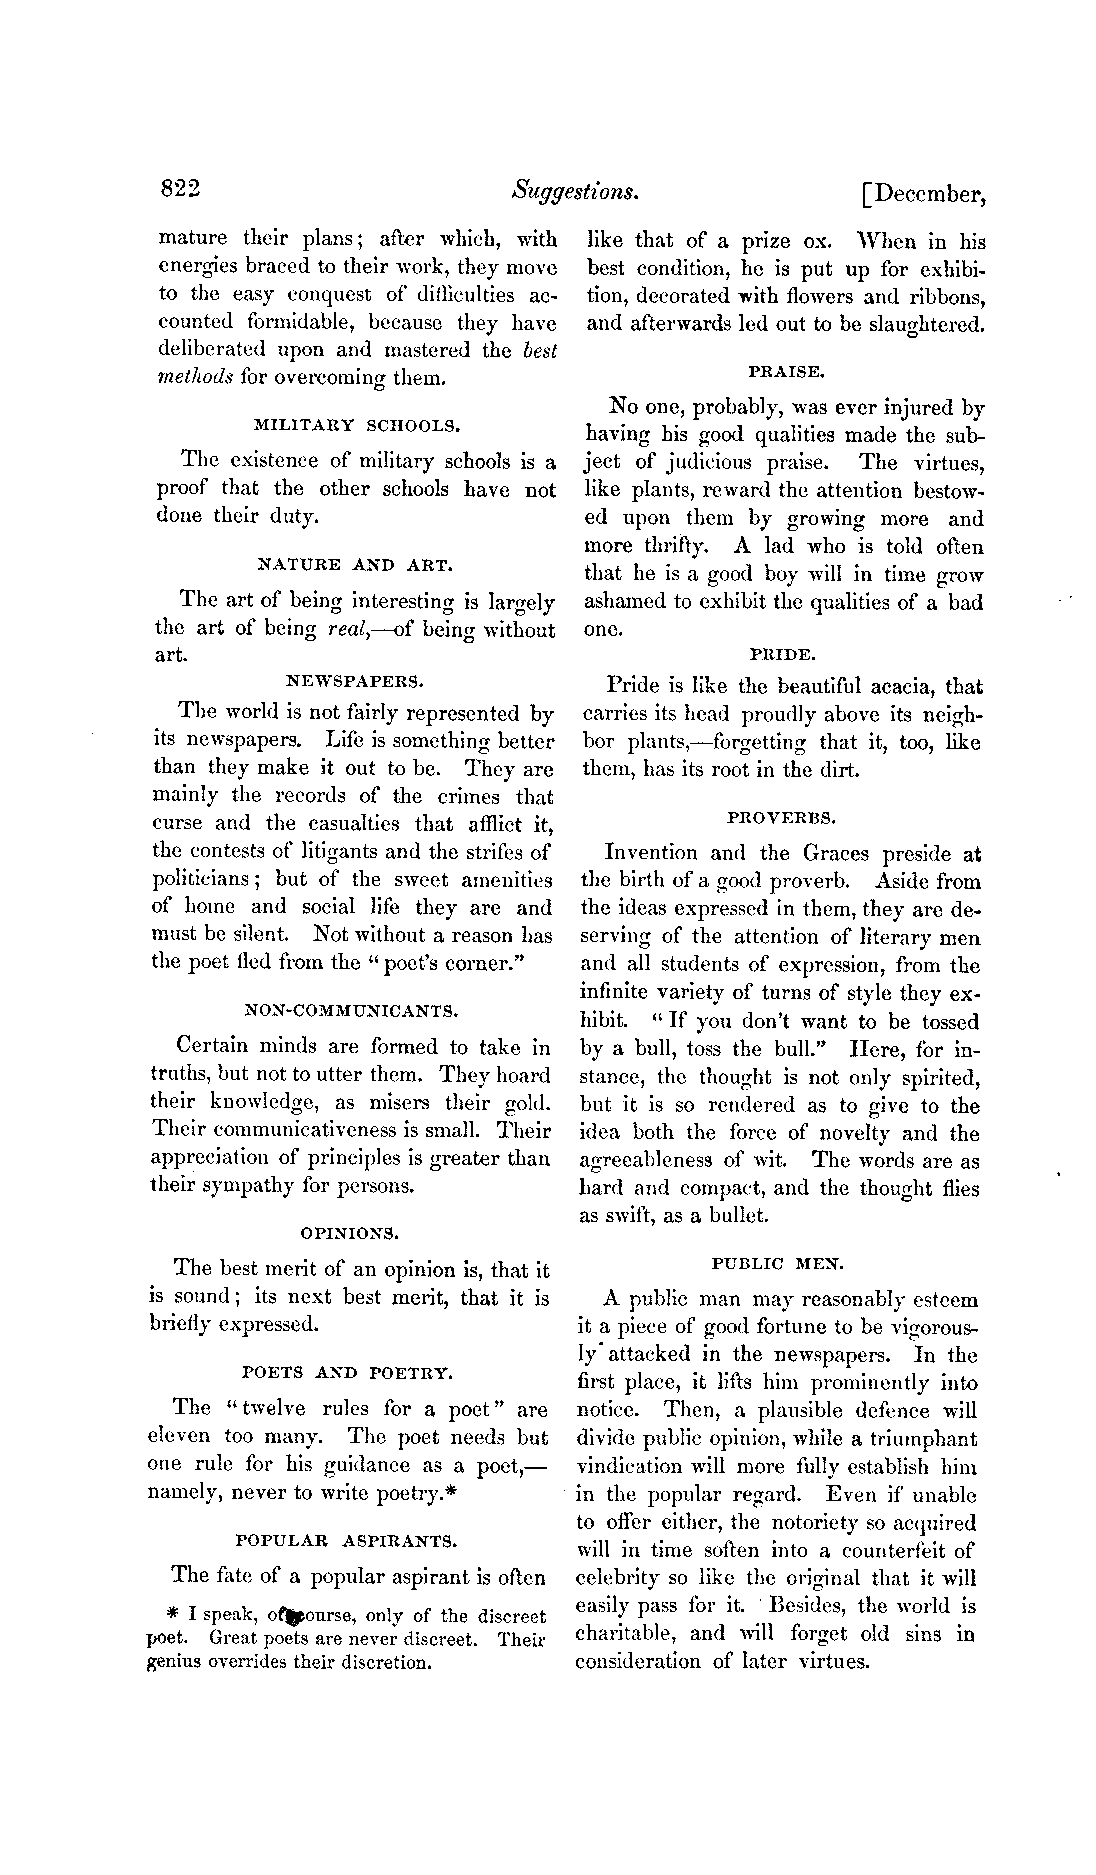 822 Suggestions. [December,
mature their plans; after which, with
energies braced to their work, they move
to the easy conquest of difficulties ac-
counted formidable, because they have
deliberated upon and mastered the best
methods for overcoming them.
MILITARY SCHOOLS.
The existence of military schools is a
proof that the other schools have not
done their duty.
NATURE AND ART.
The art of being interesting is largely
the art of being real,—of being without
art.
NEWSPAPERS.
The world is not fairly represented by
its newspapers. Life is something better
than they make it out to be. They are
mainly the records of the crimes that
curse and the casualties that afflict it,
the contests of litigants and the strifes of
politicians; but of the sweet amenities
of home and social life they are and
must be silent. Not without a reason has
the poet fled from the "poet's corner."
NON-COMMUNICANTS.
Certain minds are formed to take in
truths, but not to utter them. They hoard
their knowledge, as misers their gold.
Their communicativeness is small. Their
appreciation of principles is greater than
their sympathy for persons.
OPINIONS.
The best merit of an opinion is, that it
is sound; its next best merit, that it is
briefly expressed.
POETS AND POETRY.
The "twelve rules for a poet" are
eleven too many. The poet needs but
one rule for his guidance as a poet,—
namely, never to write poetry.*
POPULAR ASPIRANTS.
The fate of a popular aspirant is often
* I speak, of course, only of the discreet
poet. Great poets are never discreet. Their
genius overrides their discretion.
like that of a prize ox. When in his
best condition, he is put up for exhibi-
tion, decorated with flowers and ribbons,
and afterwards led out to be slaughtered.
PRAISE.
No one, probably, was ever injured by
having his good qualities made the sub-
ject of judicious praise. The virtues,
like plants, reward the attention bestow-
ed upon them by growing more and
more thrifty. A lad who is told often
that he is a good boy will in time grow
ashamed to exhibit the qualities of a bad
one.
PRIDE.
Pride is like the beautiful acacia, that
carries its head proudly above its neigh-
bor plants,—forgetting that it, too, like
them, has its root in the dirt.
PROVERBS.
Invention and the Graces preside at
the birth of a good proverb. Aside from
the ideas expressed in them, they are de-
serving of the attention of literary men
and all students of expression, from the
infinite variety of turns of style they ex-
hibit. "If you don't want to be tossed
by a bull, toss the bull." Here, for in-
stance, the thought is not only spirited,
but it is so rendered as to give to the
idea both the force of novelty and the
agreeableness of wit. The words are as
hard and compact, and the thought flies
as swift, as a bullet.
PUBLIC MEN.
A public man may reasonably esteem
it a piece of good fortune to be vigorous-
ly attacked in the newspapers. In the
first place, it lifts him prominently into
notice. Then, a plausible defence will
divide public opinion, while a triumphant
vindication will more fully establish him
in the popular regard. Even if unable
to offer either, the notoriety so acquired
will in time soften into a counterfeit of
celebrity so like the original that it will
easily pass for it. Besides, the world is
charitable, and will forget old sins in
consideration of later virtues.